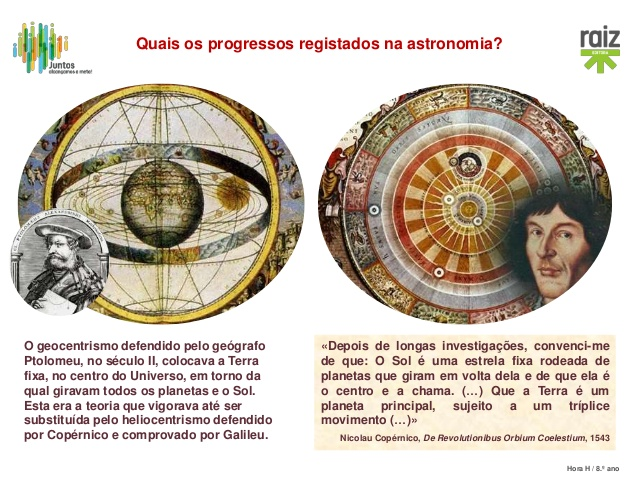 Quais os progressos registados na astronomia?
Juntos
alcançamos a meta!
raiz
EDITORA
O geocentrismo defendido pelo geógrafo
Ptolomeu, no século II, colocava a Terra
fixa, no centro do Universo, em torno da
qual giravam todos os planetas e o Sol.
Esta era a teoria que vigorava até ser
substituída pelo heliocentrismo defendido
por Copérnico e comprovado por Galileu.
«Depois de longas investigações, convenci-me
de que: O Sol é uma estrela fixa rodeada de
planetas que giram em volta dela e de que ela é
o centro e a chama. (…) Que a Terra é um
planeta principal, sujeito a um tríplice
movimento (…)»
Nicolau Copérnico, De Revolutionibus Orbium Coelestium, 1543
Hora H / 8.º ano